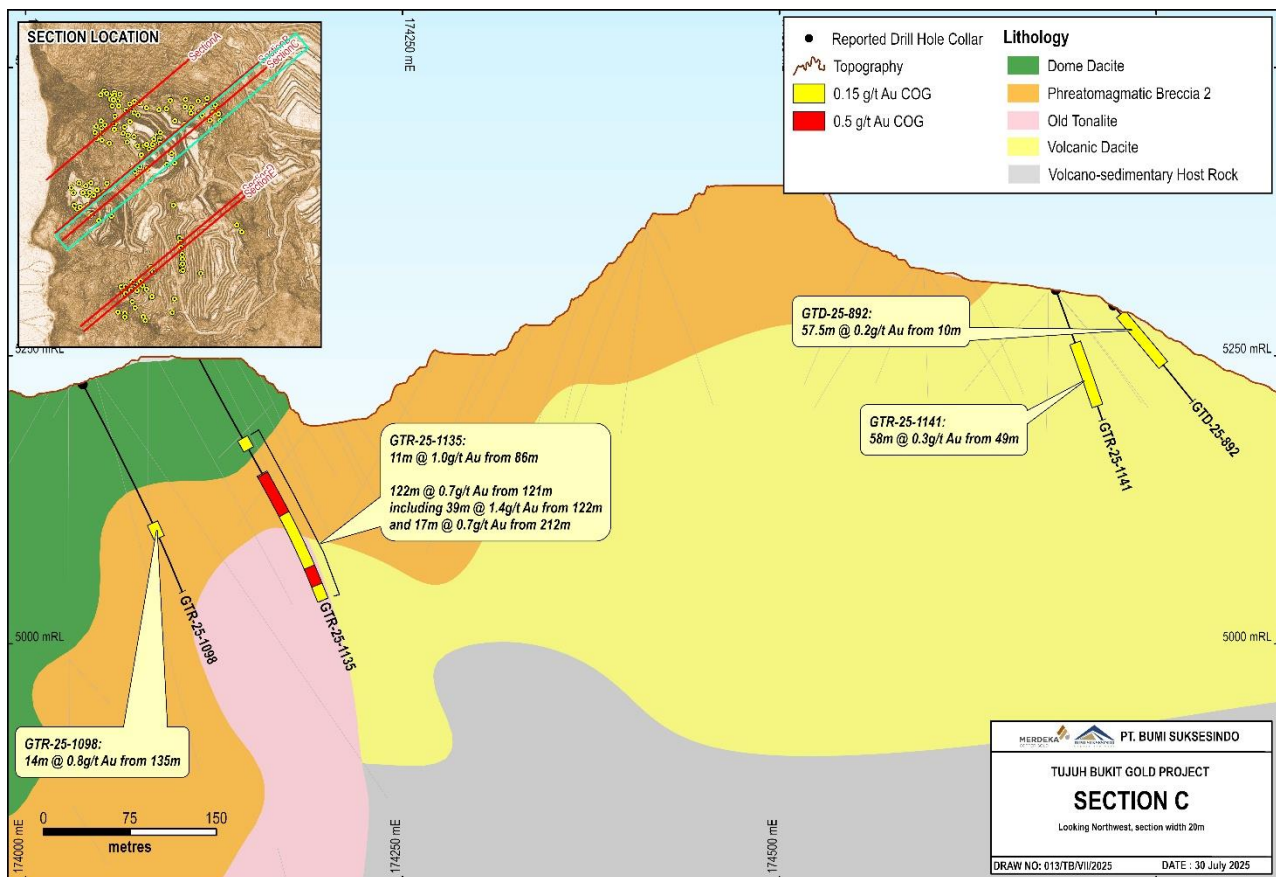 SECTION LOCATION
SectionA
SectionB
SectionC
SectionD
SectionE
174250 mE
Reported Drill Hole Collar
Topography
0.15 g/t Au COG
0.5 g/t Au COG
Lithology
Dome Dacite
Phreatomagmatic Breccia 2
Old Tonalite
Volcanic Dacite
Volcano-sedimentary Host Rock
5250 mRL
5250 mRL
GTD-25-892:
57.5m @ 0.2g/t Au from 10m
GTR-25-1141:
58m @ 0.3g/t Au from 49m
GTD-25-892
GTR-25-1141
GTR-25-1135:
11m @ 1.0g/t Au from 86m
122m @ 0.7g/t Au from 121m
including 39m @ 1.4g/t Au from 122m
and 17m @ 0.7g/t Au from 212m
GTR-25-1098
GTR-25-1135
5000 mRL
5000 mRL
GTR-25-1098:
14m @ 0.8g/t Au from 135m
0 75 150
metres
174000 mE
174250 mE
174500 mE
MERDEKA
PT. BUMI SUKSESINDO
TUJUH BUKIT GOLD PROJECT
SECTION C
Looking Northwest, section width 20m
DRAW NO: 013/TB/VII/2025
DATE : 30 July 2025